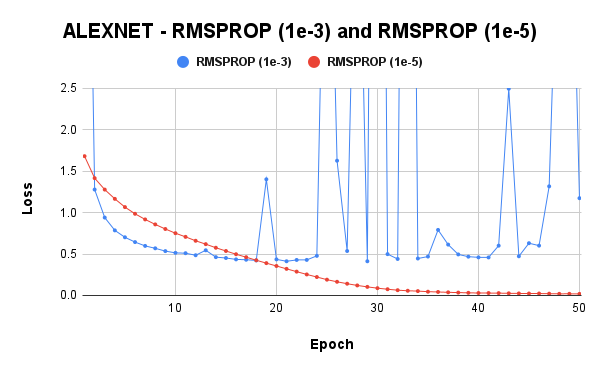 ALEXNET - RMSPROP (1e-3) and RMSPROP (1e-5)
RMSPROP (1e-3) RMSPROP (1e-5)
2.5
2.0
1.5
1.0
0.5
0.0
Loss
10 20 30 40 50
Epoch